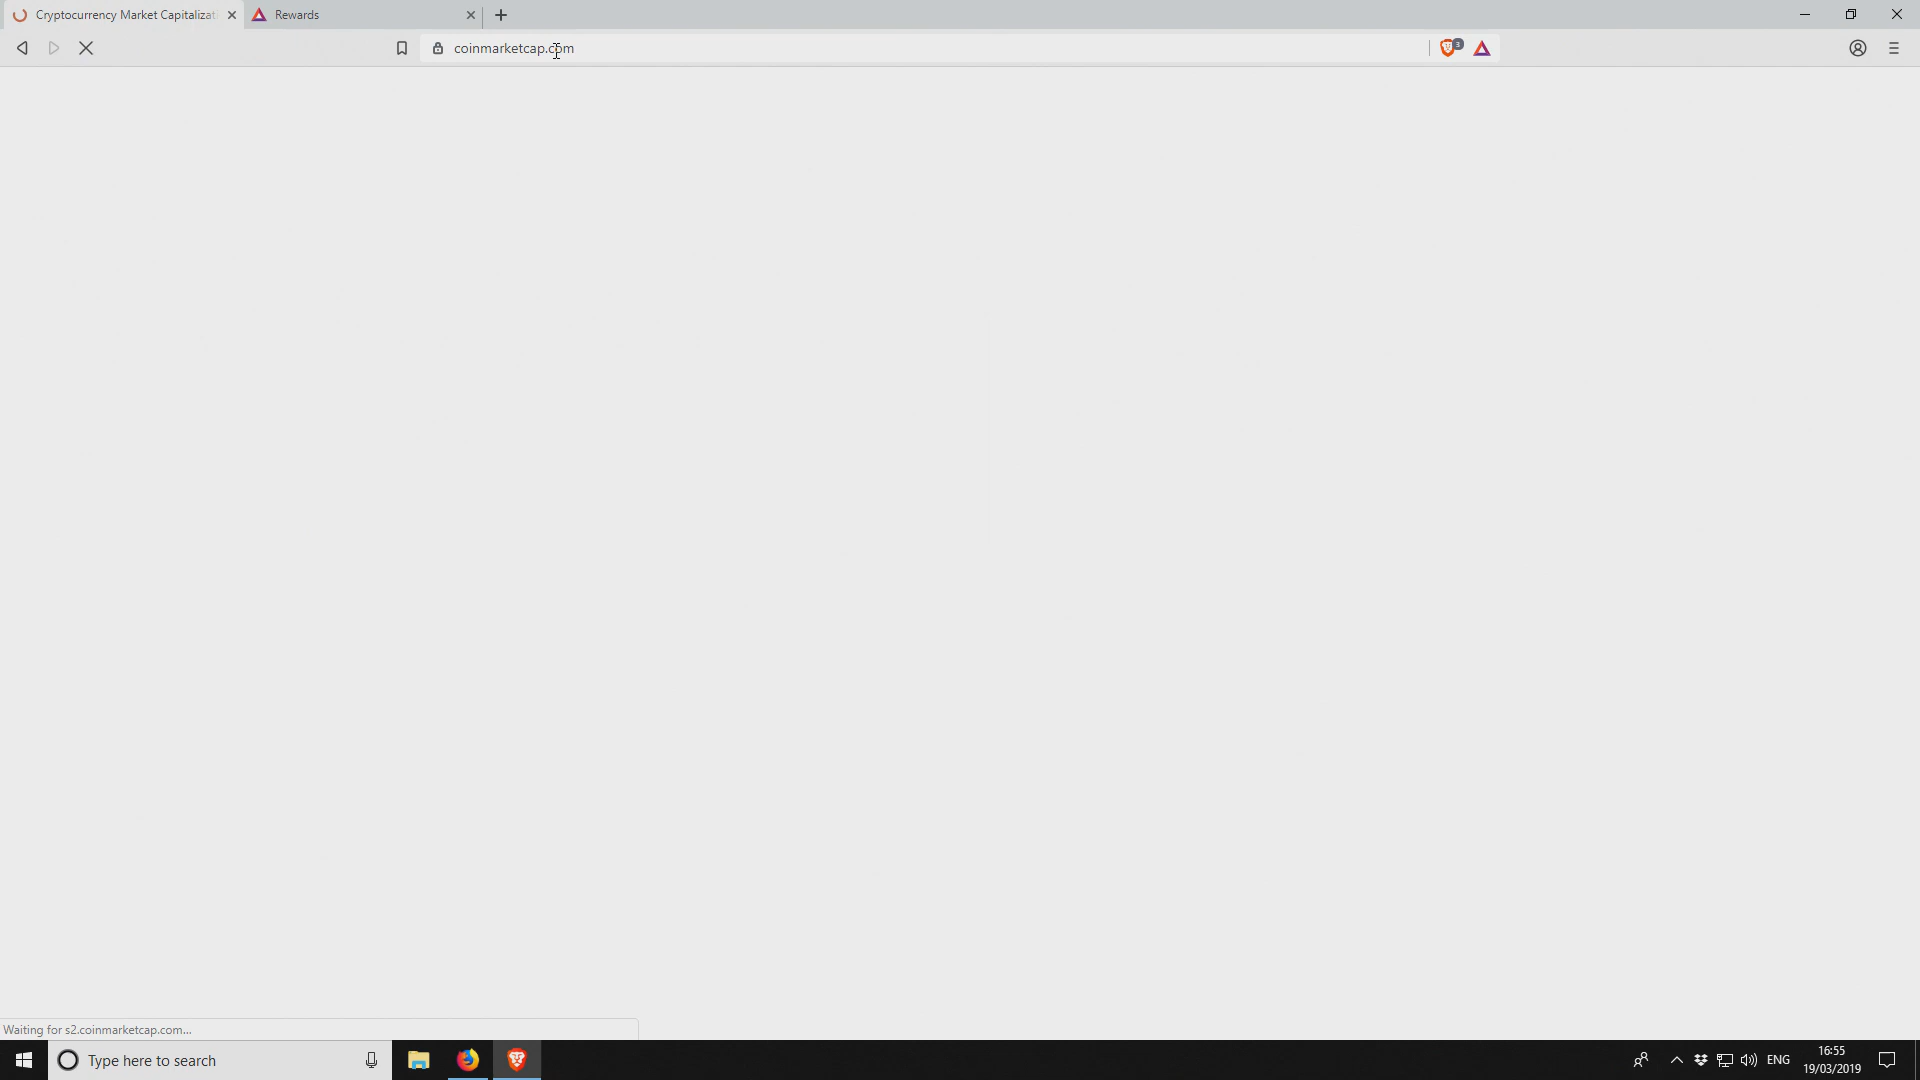 Cryptocurrency Market Capitalizat
Rewards
coinmarketcap.com
3
Waiting for s2.coinmarketcap.com...
Type here to search
ENG
16:55
19/03/2019